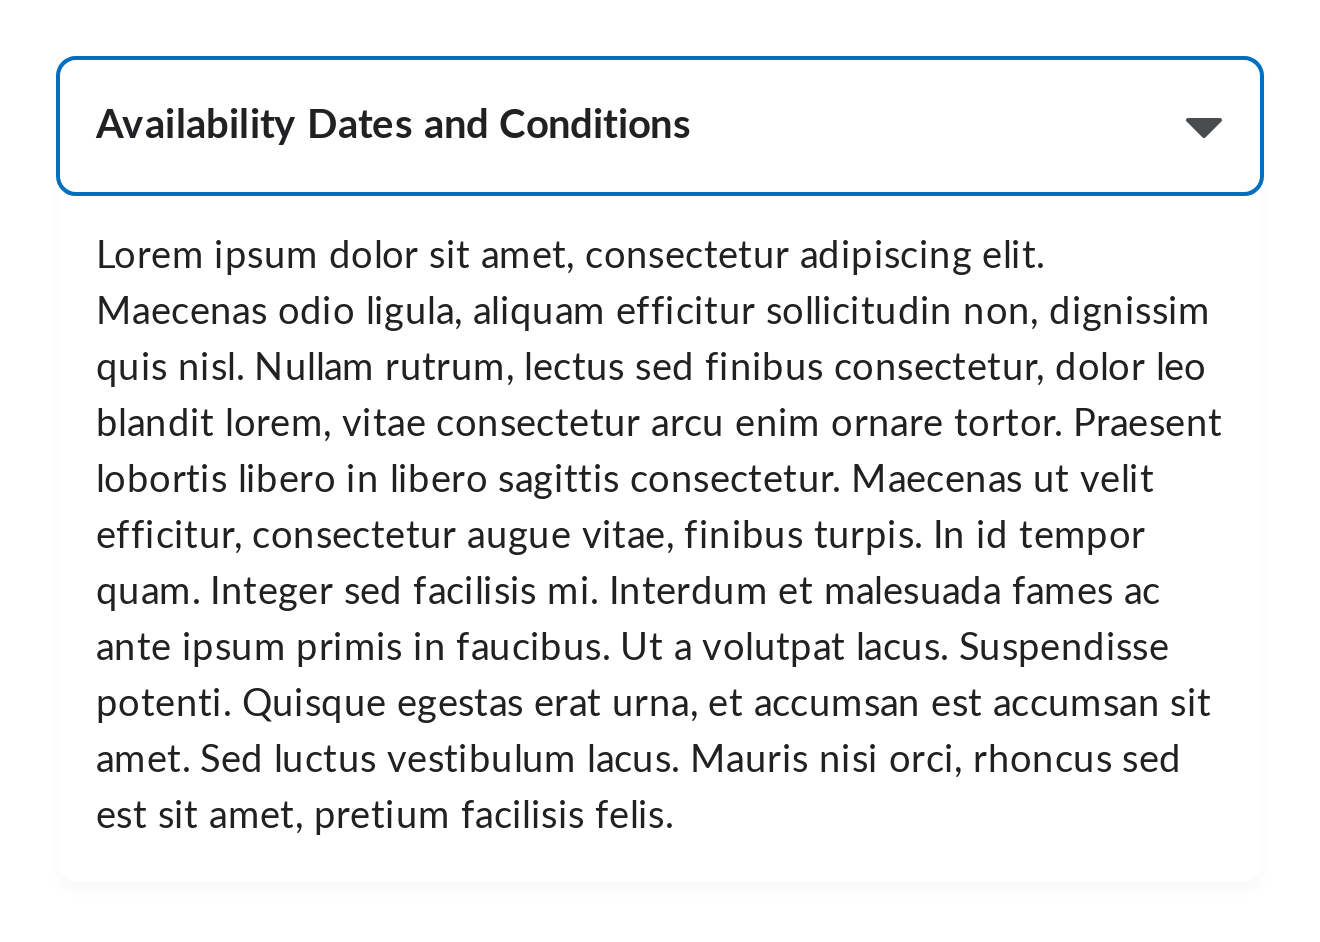 Availability Dates and Conditions
Lorem ipsum dolor sit amet, consectetur adipiscing elit.
Maecenas odio ligula, aliquam efficitur sollicitudin non, dignissim
quis nisl. Nullam rutrum, lectus sed finibus consectetur, dolor leo
blandit lorem, vitae consectetur arcu enim ornare tortor. Praesent
lobortis libero in libero sagittis consectetur. Maecenas ut velit
efficitur, consectetur augue vitae, finibus turpis. In id tempor
quam. Integer sed facilisis mi. Interdum et malesuada fames ac
ante ipsum primis in faucibus. Ut a volutpat lacus. Suspendisse
potenti. Quisque egestas erat urna, et accumsan est accumsan sit
amet. Sed luctus vestibulum lacus. Mauris nisi orci, rhoncus sed
est sit amet, pretium facilisis felis.